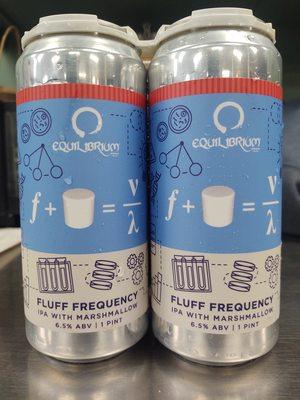 EQUILIBRIUM
f + = v
λ
FLUFF FREQUENCY
IPA WITH MARSHMALLOW
6.5% ABV | 1 PINT
EQUILIBRIUM
f + = v
λ
FLUFF FREQUENCY
IPA WITH MARSHMALLOW
6.5% ABV | 1 PINT